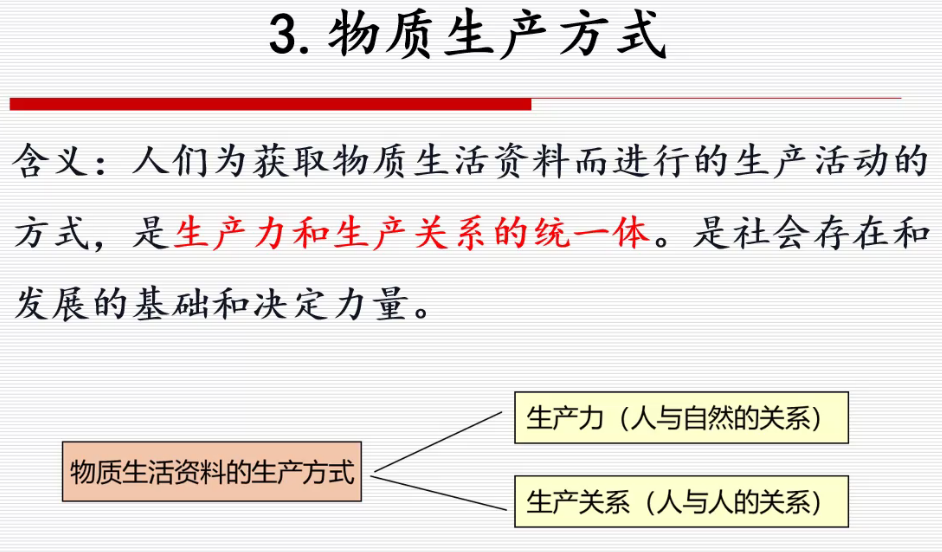 3.物质生产方式
含义：人们为获取物质生活资料而进行的生产活动的
方式，是生产力和生产关系的统一体。是社会存在和
发展的基础和决定力量。
生产力（人与自然的关系）
物质生活资料的生产方式
生产关系（人与人的关系）